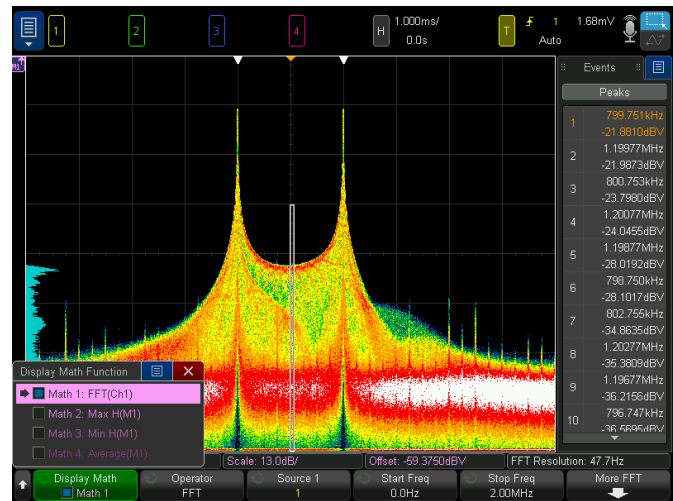 1
2
3
4
H
1.000ms/
0.0s
T
1
Auto
1.68mV
M1
Events
Peaks
1
799.751kHz
-21.8810dBV
2
1.19977MHz
-21.9873dBV
3
800.753kHz
-23.7980dBV
4
1.20077MHz
-24.0455dBV
5
1.19877MHz
-28.0192dBV
6
798.750kHz
-28.1017dBV
7
802.755kHz
-34.8635dBV
8
1.20277MHz
-35.3809dBV
9
1.19677MHz
-36.2156dBV
10
796.747kHz
-36.5695dBV
Display Math Function
Math 1: FFT(Ch1)
Math 2: Max H(M1)
Math 3: Min H(M1)
Math 4: Average(M1)
Scale: 13.0dB/
Offset: -59.3750dBV
FFT Resolution: 47.7Hz
Display Math
Math 1
Operator
FFT
Source 1
1
Start Freq
0.0Hz
Stop Freq
2.00MHz
More FFT